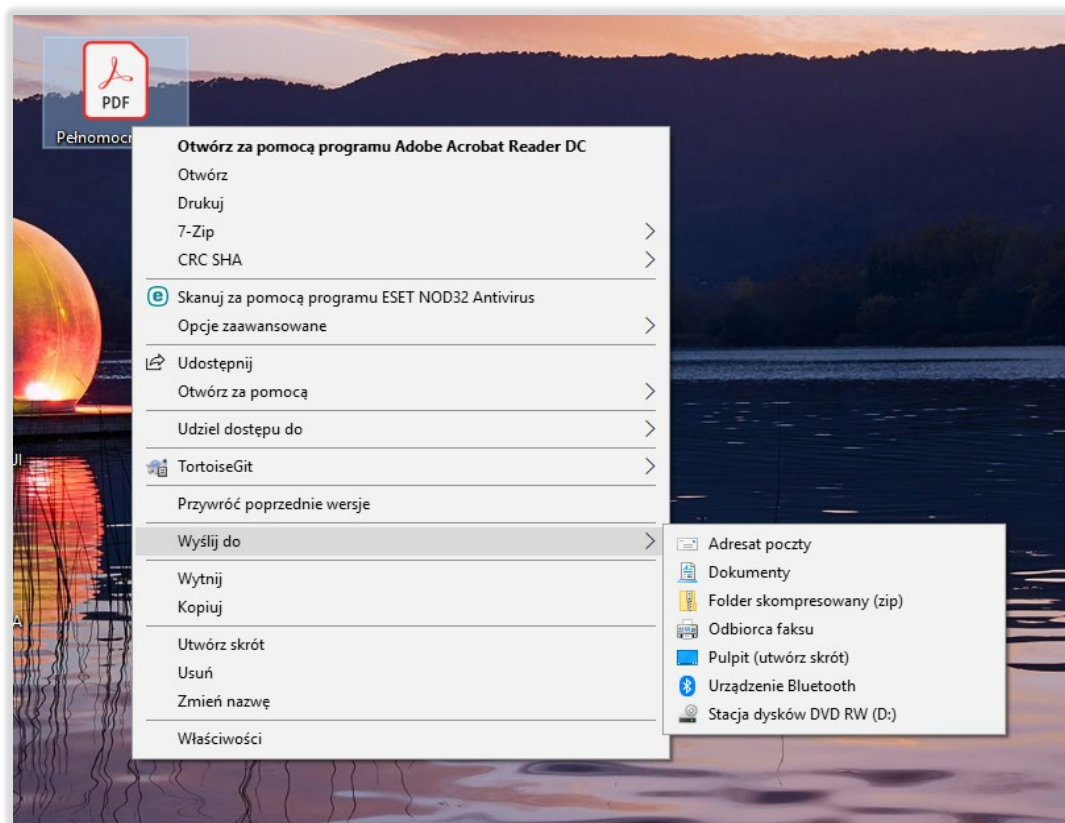 PDF
Pełnomocn
Otwórz za pomocą programu Adobe Acrobat Reader DC
Otwórz
Drukuj
7-Zip
CRC SHA
Skanuj za pomocą programu ESET NOD32 Antivirus
Opcje zaawansowane
Udostępnij
Otwórz za pomocą
Udziel dostępu do
TortoiseGit
Przywróć poprzednie wersje
Wyślij do
Wytnij
Kopiuj
Utwórz skrót
Usuń
Zmień nazwę
Właściwości
Adresat poczty
Dokumenty
Folder skompresowany (zip)
Odbiorca faksu
Pulpit (utwórz skrót)
Urządzenie Bluetooth
Stacja dysków DVD RW (D:)